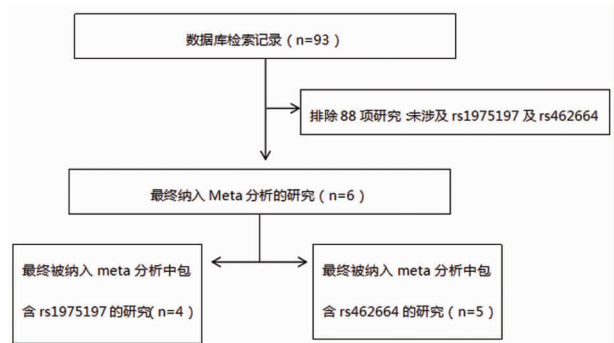 数据库检索记录（n=93）
排除 88 项研究:未涉及 rs1975197 及 rs462664
最终纳入 Meta 分析的研究（n=6）
最终被纳入 meta 分析中包
含 rs1975197 的研究（n=4）
最终被纳入 meta 分析中包
含 rs462664 的研究（n=5）